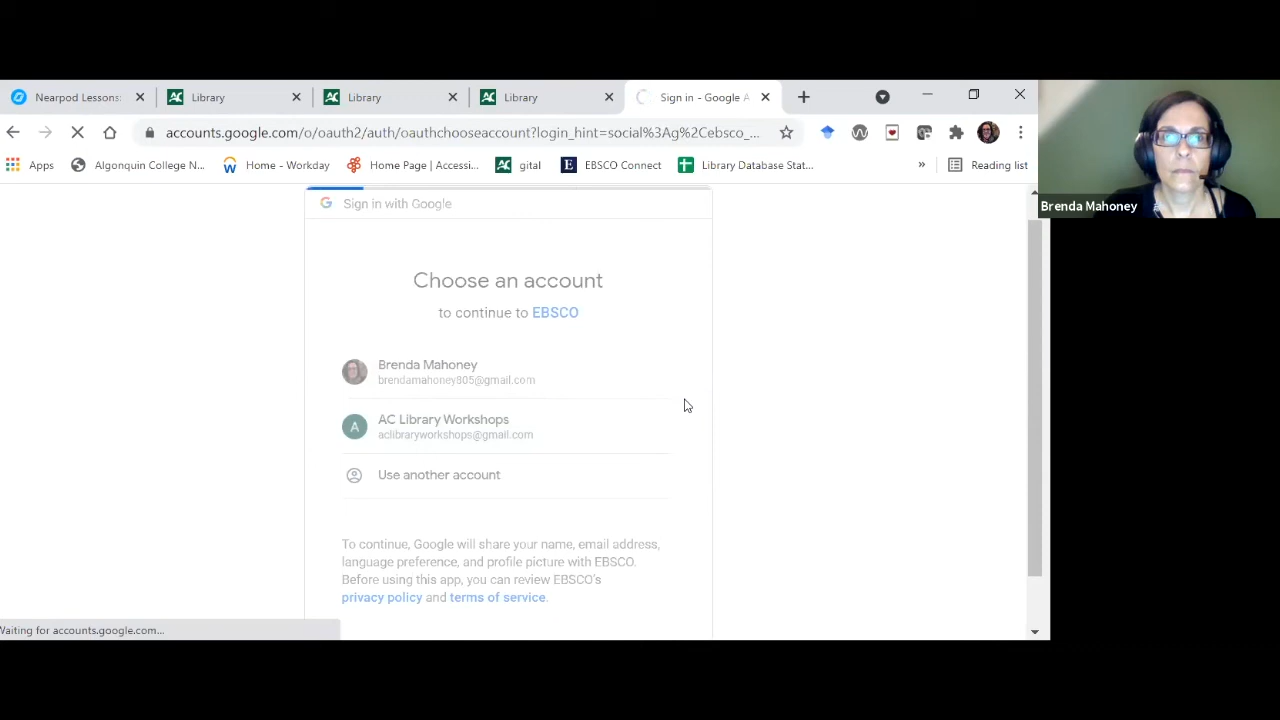 Nearpod Lessons:
Library
Library
Library
Sign in - Google A
accounts.google.com/o/oauth2/auth/oauthchooseaccount?login_hint=social%3Ag%2Cebsco_...
Apps
Algonquin College N...
Home - Workday
Home Page | Accessi...
AC gital
EBSCO Connect
Library Database Stat...
»
Reading list
Brenda Mahoney
G Sign in with Google
Choose an account
to continue to EBSCO
Brenda Mahoney
brendamahoney805@gmail.com
A
AC Library Workshops
aclibraryworkshops@gmail.com
Use another account
To continue, Google will share your name, email address,
language preference, and profile picture with EBSCO.
Before using this app, you can review EBSCO's
privacy policy and terms of service.
Waiting for accounts.google.com...